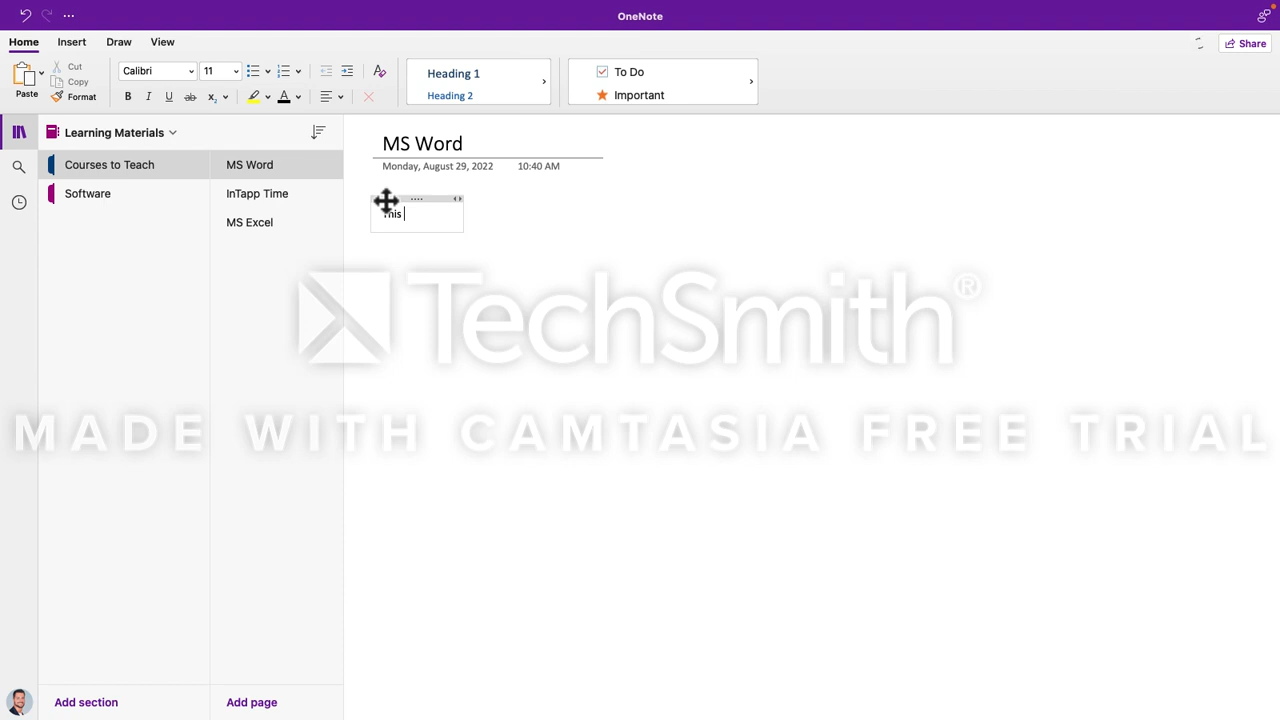 OneNote
Home Insert Draw View
Share
Paste
Cut
Copy
Format
Calibri 11
Heading 1
Heading 2
To Do
Important
Learning Materials
Courses to Teach
Software
MS Word
InTapp Time
MS Excel
MS Word
Monday, August 29, 2022 10:40 AM
This
TechSmith®
MADE WITH CAMTASIA FREE TRIAL
Add section
Add page